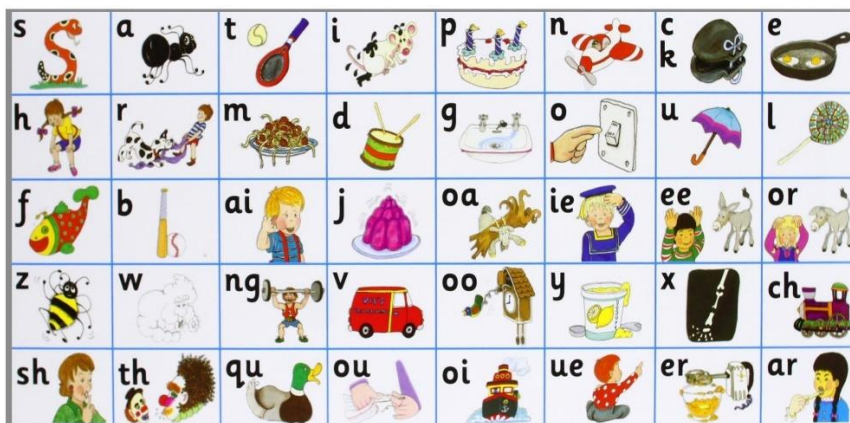 s a t i p n c k e
h r m d g o u l
f b ai j oa ie ee or
z w ng v oo y x ch
sh th qu ou oi ue er ar